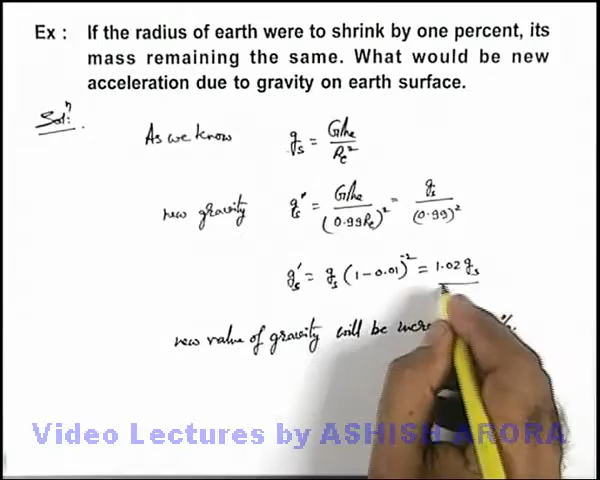 Ex : If the radius of earth were to shrink by one percent, its
mass remaining the same. What would be new
acceleration due to gravity on earth surface.
Solⁿ:
As we know gₛ = GMe / Re²
new gravity gₛ' = GMe / (0.99Re)² = gₛ / (0.99)²
gₛ' = gₛ (1 - 0.01)⁻² = 1.02 gₛ
new value of gravity will be %.
Video Lectures by ASHISH ARORA